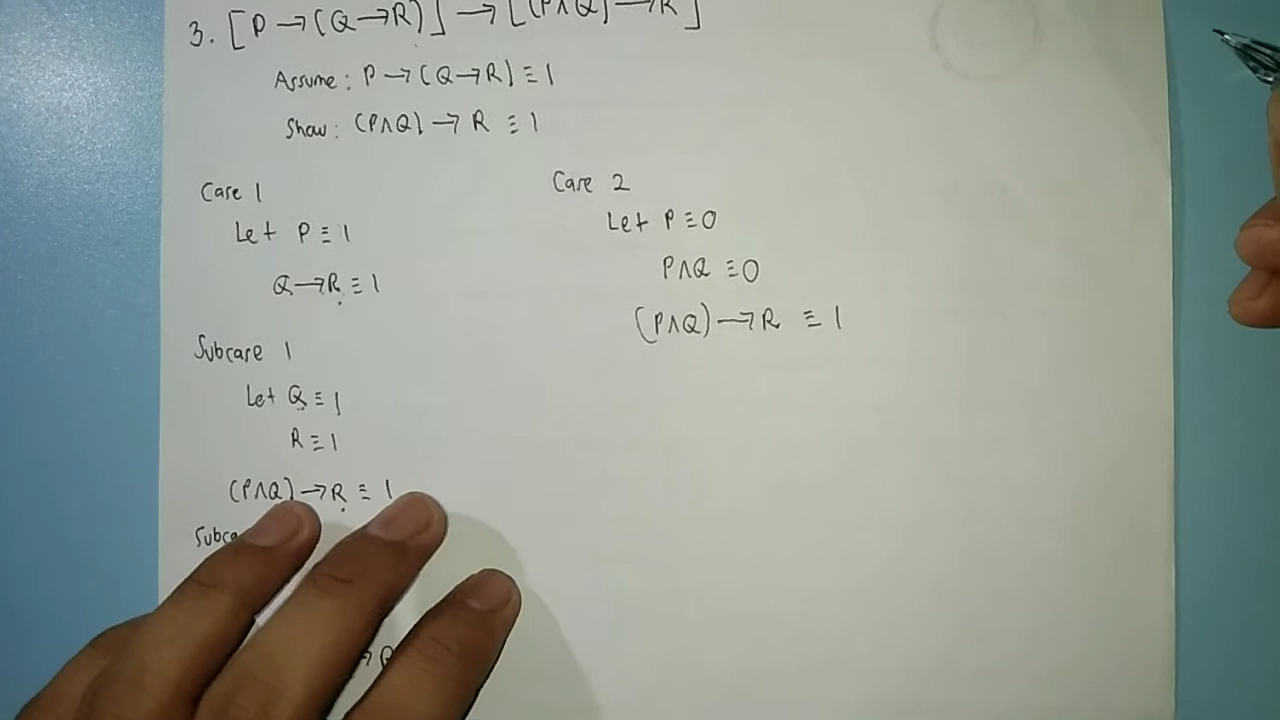 3. [P → (Q → R)] → [(P ∧ Q) → R]
Assume: P → (Q → R) ≡ 1
Show: (P ∧ Q) → R ≡ 1
Case 1
Let P ≡ 1
Q → R ≡ 1
Subcase 1
Let Q ≡ 1
R ≡ 1
(P ∧ Q) → R ≡ 1
Case 2
Let P ≡ 0
P ∧ Q ≡ 0
(P ∧ Q) → R ≡ 1